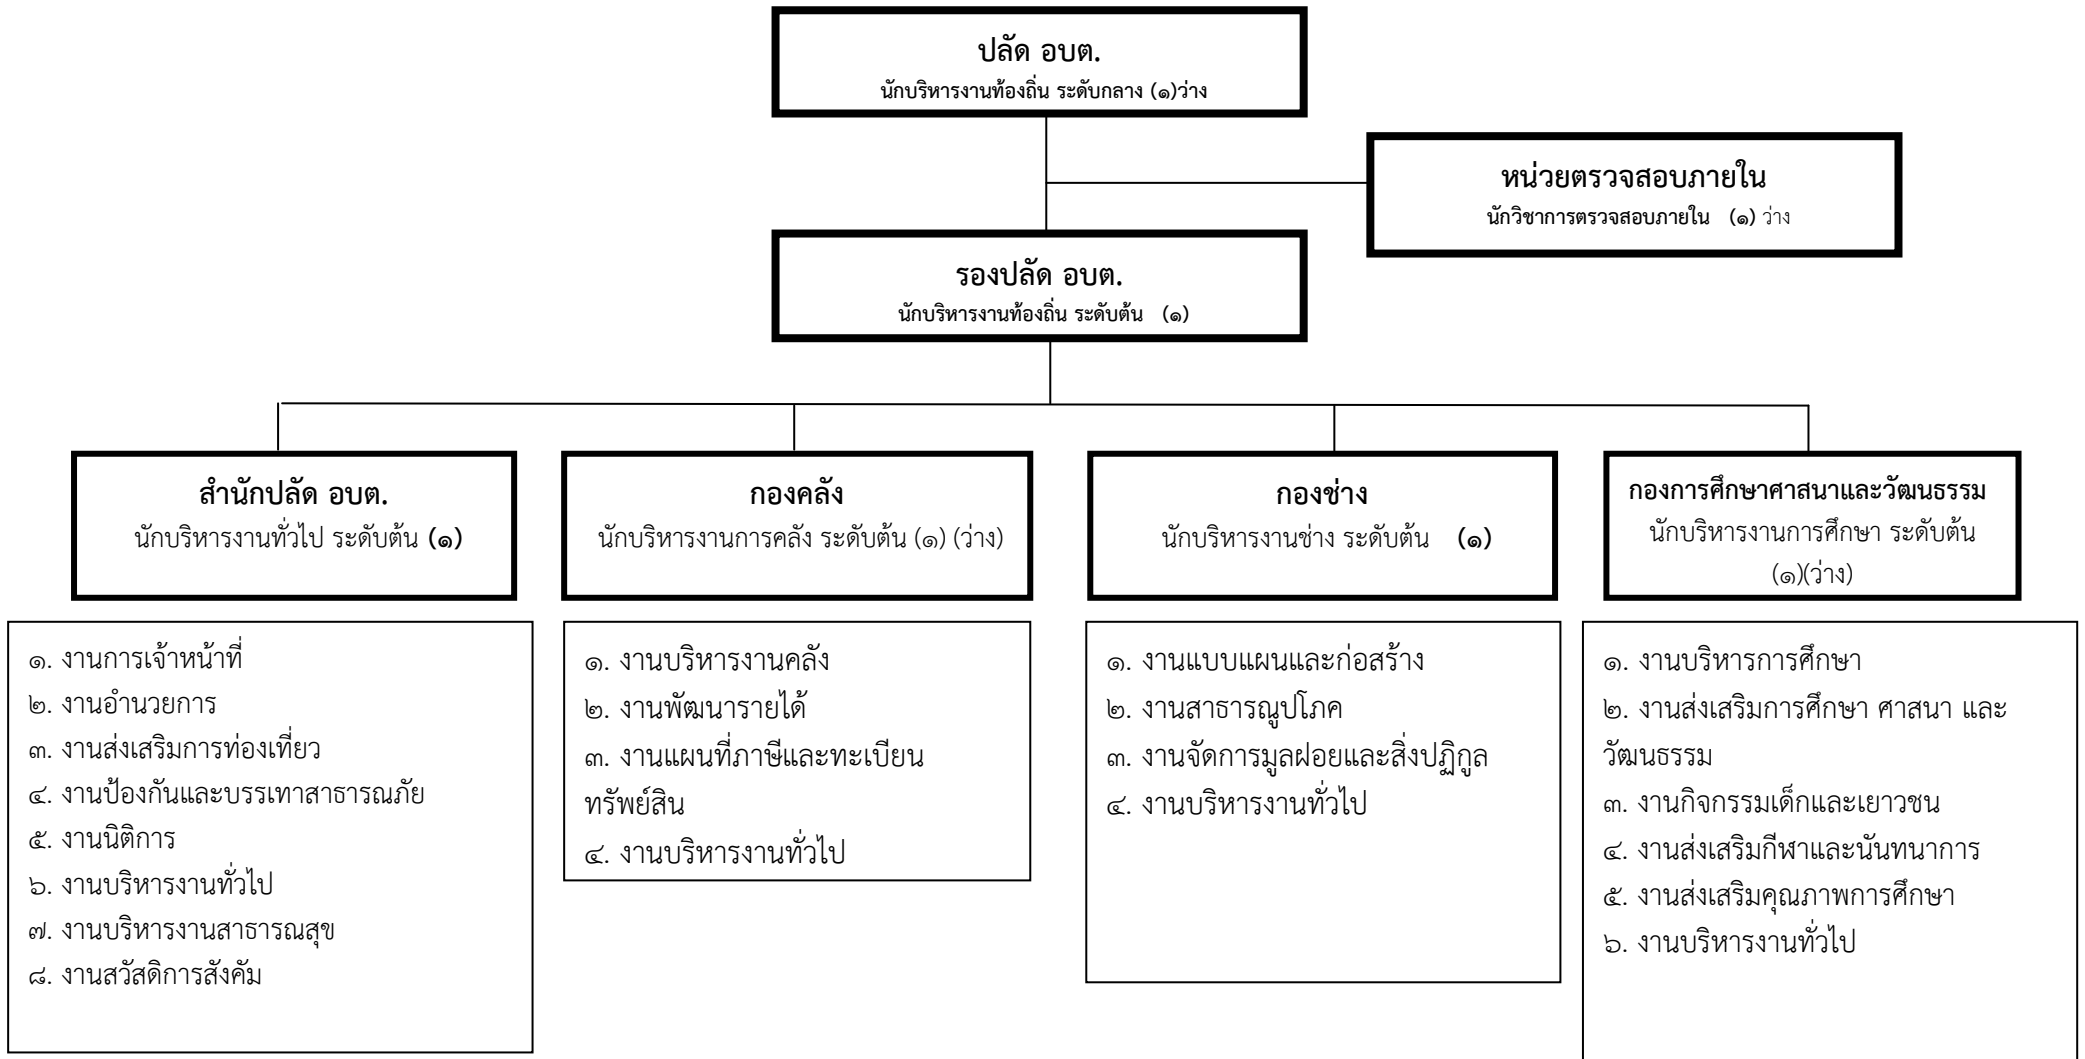 ปลัด อบต.
นักบริหารงานท้องถิ่น ระดับกลาง (๑)ว่าง
หน่วยตรวจสอบภายใน
นักวิชาการตรวจสอบภายใน (๑) ว่าง
รองปลัด อบต.
นักบริหารงานท้องถิ่น ระดับต้น (๑)
สำนักปลัด อบต.
นักบริหารงานทั่วไป ระดับต้น (๑)
กองคลัง
นักบริหารงานการคลัง ระดับต้น (๑) (ว่าง)
กองช่าง
นักบริหารงานช่าง ระดับต้น (๑)
กองการศึกษาศาสนาและวัฒนธรรม
นักบริหารงานการศึกษา ระดับต้น
(๑)(ว่าง)
๑. งานการเจ้าหน้าที่
๒. งานอำนวยการ
๓. งานส่งเสริมการท่องเที่ยว
๔. งานป้องกันและบรรเทาสาธารณภัย
๕. งานนิติการ
๖. งานบริหารงานทั่วไป
๗. งานบริหารงานสาธารณสุข
๘. งานสวัสดิการสังคัม
๑. งานบริหารงานคลัง
๒. งานพัฒนารายได้
๓. งานแผนที่ภาษีและทะเบียน
ทรัพย์สิน
๔. งานบริหารงานทั่วไป
๑. งานแบบแผนและก่อสร้าง
๒. งานสาธารณูปโภค
๓. งานจัดการมูลฝอยและสิ่งปฏิกูล
๔. งานบริหารงานทั่วไป
๑. งานบริหารการศึกษา
๒. งานส่งเสริมการศึกษา ศาสนา และ
วัฒนธรรม
๓. งานกิจกรรมเด็กและเยาวชน
๔. งานส่งเสริมกีฬาและนันทนาการ
๕. งานส่งเสริมคุณภาพการศึกษา
๖. งานบริหารงานทั่วไป